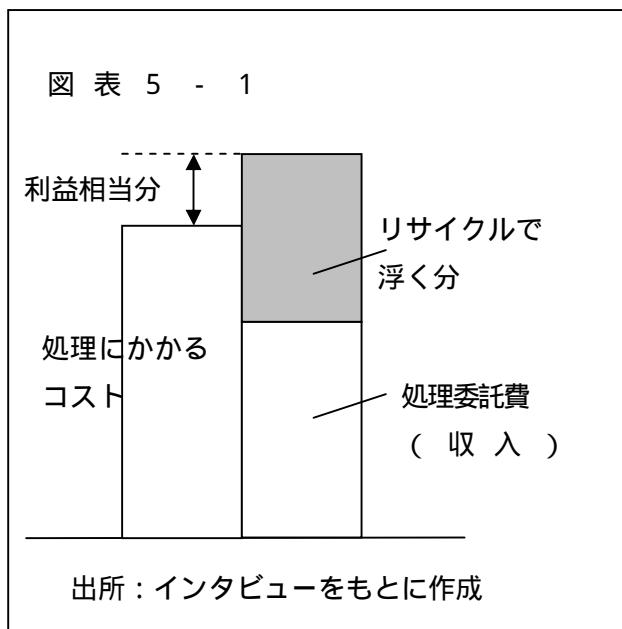 図表5-1
利益相当分
リサイクルで
浮く分
処理にかかる
コスト
処理委託費
(収入)
出所：インタビューをもとに作成